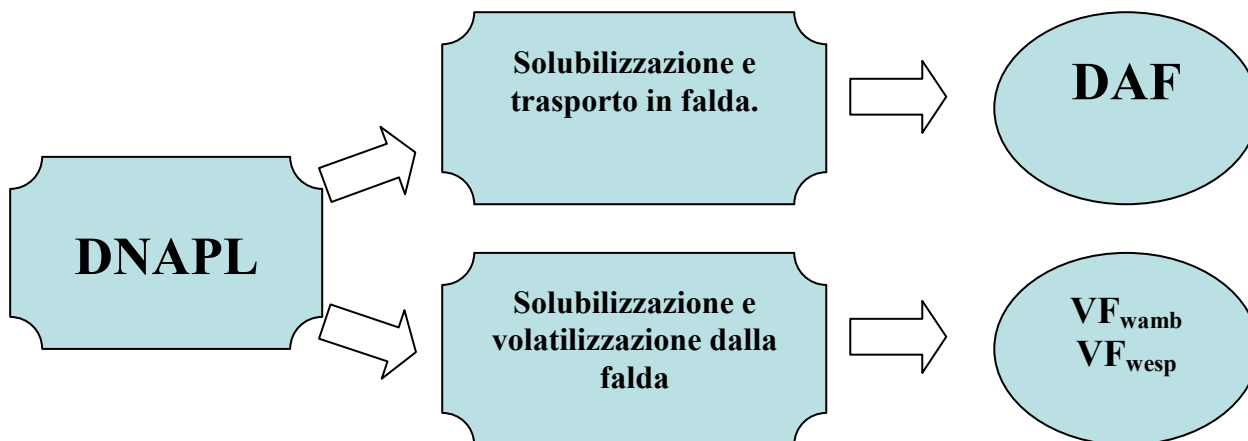 DNAPL
Solubilizzazione e
trasporto in falda.
DAF
Solubilizzazione e
volatilizzazione dalla
falda
VFwamb
VFwesp